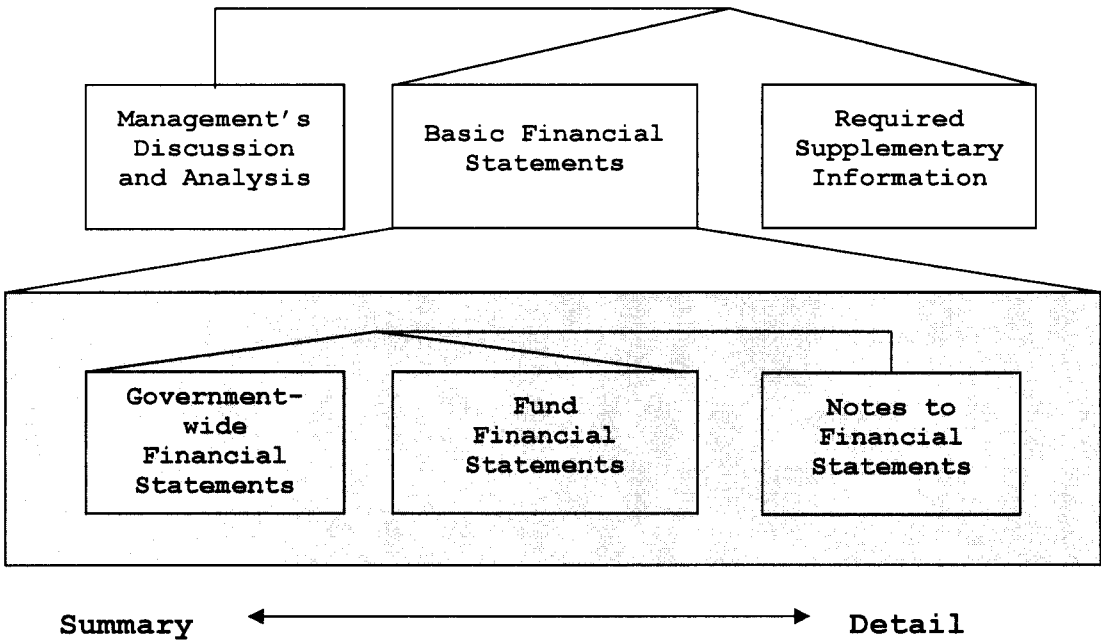 Management's
Discussion
and Analysis
Basic Financial
Statements
Required
Supplementary
Information
Government-
wide
Financial
Statements
Fund
Financial
Statements
Notes to
Financial
Statements
Summary
Detail